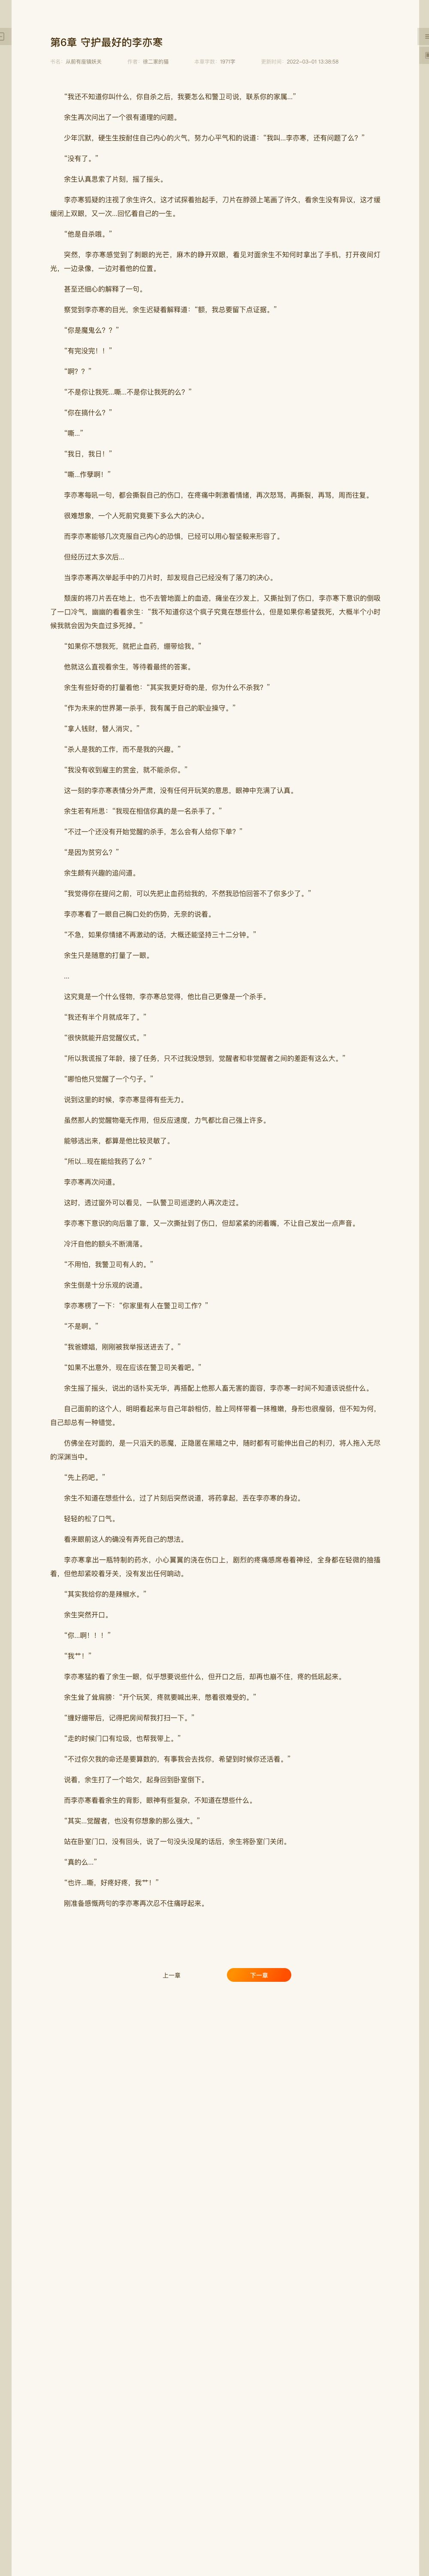 第6章 守护最好的李亦寒
书名: 从前有座镇妖关 作者: 徐二家的猫 本章字数: 1971字 更新时间: 2022-03-01 13:36:58
“我还不知道你叫什么，你自杀之后，我要怎么和警卫司说，联系你的家属...”
余生再次问出了一个很有道理的问题。
少年沉默，硬生生按耐住自己内心的火气，努力心平气和的说道：“我叫...李亦寒，还有问题了么？”
“没有了。”
余生认真思索了片刻，摇了摇头。
李亦寒狐疑的注视了余生许久，这才试探着抬起手，刀片在脖颈上笔画了许久，看余生没有异议，这才缓
缓闭上双眼，又一次...回忆着自己的一生。
“他是自杀哦。”
突然，李亦寒感觉到了刺眼的光芒，麻木的睁开双眼，看见对面余生不知何时拿出了手机，打开夜间灯
光，一边录像，一边对着他的位置。
甚至还细心的解释了一句。
察觉到李亦寒的目光，余生迟疑着解释道：“额，我总要留下点证据。”
“你是魔鬼么？？”
“有完没完！！”
“啊？？”
“不是你让我死...嘶...不是你让我死的么？”
“你在搞什么？”
“嘶...”
“我日，我日！”
“嘶...作孽啊！”
李亦寒每吼一句，都会撕裂自己的伤口，在疼痛中刺激着情绪，再次怒骂，再撕裂，再骂，周而往复。
很难想象，一个人死前究竟要下多么大的决心。
而李亦寒能够几次克服自己内心的恐惧，已经可以用心智坚毅来形容了。
但经历过太多次后...
当李亦寒再次举起手中的刀片时，却发现自己已经没有了落刀的决心。
颓废的将刀片丢在地上，也不去管地面上的血迹，瘫坐在沙发上，又撕扯到了伤口，李亦寒下意识的倒吸
了一口冷气，幽幽的看着余生：“我不知道你这个疯子究竟在想些什么，但是如果你希望我死，大概半个小时
候我就会因为失血过多死掉。”
“如果你不想我死，就把止血药，绷带给我。”
他就这么直视着余生，等待着最终的答案。
余生有些好奇的打量着他：“其实我更好奇的是，你为什么不杀我？”
“作为未来的世界第一杀手，我有属于自己的职业操守。”
“拿人钱财，替人消灾。”
“杀人是我的工作，而不是我的兴趣。”
“我没有收到雇主的赏金，就不能杀你。”
这一刻的李亦寒表情分外严肃，没有任何开玩笑的意思，眼神中充满了认真。
余生若有所思：“我现在相信你真的是一名杀手了。”
“不过一个还没有开始觉醒的杀手，怎么会有人给你下单？”
“是因为贫穷么？”
余生颇有兴趣的追问道。
“我觉得你在提问之前，可以先把止血药给我的，不然我恐怕回答不了你多少了。”
李亦寒看了一眼自己胸口处的伤势，无奈的说着。
“不急，如果你情绪不再激动的话，大概还能坚持三十二分钟。”
余生只是随意的打量了一眼。
...
这究竟是一个什么怪物，李亦寒总觉得，他比自己更像是一个杀手。
“我还有半个月就成年了。”
“很快就能开启觉醒仪式。”
“所以我谎报了年龄，接了任务，只不过我没想到，觉醒者和非觉醒者之间的差距有这么大。”
“哪怕他只觉醒了一个勺子。”
说到这里的时候，李亦寒显得有些无力。
虽然那人的觉醒物毫无作用，但反应速度，力气都比自己强上许多。
能够逃出来，都算是他比较灵敏了。
“所以...现在能给我药了么？”
李亦寒再次问道。
这时，透过窗外可以看见，一队警卫司巡逻的人再次走过。
李亦寒下意识的向后靠了靠，又一次撕扯到了伤口，但却紧紧的闭着嘴，不让自己发出一点声音。
冷汗自他的额头不断滴落。
“不用怕，我警卫司有人的。”
余生倒是十分乐观的说道。
李亦寒楞了一下：“你家里有人在警卫司工作？”
“不是啊。”
“我爸嫖娼，刚刚被我举报送进去了。”
“如果不出意外，现在应该在警卫司关着吧。”
余生摇了摇头，说出的话朴实无华，再搭配上他那人畜无害的面容，李亦寒一时间不知道该说些什么。
自己面前的这个人，明明看起来与自己年龄相仿，脸上同样带着一抹稚嫩，身形也很瘦弱，但不知为何，
自己却总有一种错觉。
仿佛坐在对面的，是一只滔天的恶魔，正隐匿在黑暗之中，随时都有可能伸出自己的利刃，将人拖入无尽
的深渊当中。
“先上药吧。”
余生不知道在想些什么，过了片刻后突然说道，将药拿起，丢在李亦寒的身边。
轻轻的松了口气。
看来眼前这人的确没有弄死自己的想法。
李亦寒拿出一瓶特制的药水，小心翼翼的浇在伤口上，剧烈的疼痛感席卷着神经，全身都在轻微的抽搐
着，但他却紧咬着牙关，没有发出任何响动。
“其实我给你的是辣椒水。”
余生突然开口。
“你...啊！！！”
“我艹！”
李亦寒猛的看了余生一眼，似乎想要说些什么，但开口之后，却再也崩不住，疼的低吼起来。
余生耸了耸肩膀：“开个玩笑，疼就要喊出来，憋着很难受的。”
“缠好绷带后，记得把房间帮我打扫一下。”
“走的时候门口有垃圾，也帮我带上。”
“不过你欠我的命还是要算数的，有事我会去找你，希望到时候你还活着。”
说着，余生打了一个哈欠，起身回到卧室倒下。
而李亦寒看着余生的背影，眼神有些复杂，不知道在想些什么。
“其实...觉醒者，也没有你想象的那么强大。”
站在卧室门口，没有回头，说了一句没头没尾的话后，余生将卧室门关闭。
“真的么...”
“也许...嘶，好疼好疼，我艹！”
刚准备感慨两句的李亦寒再次忍不住痛呼起来。
上一章 下一章